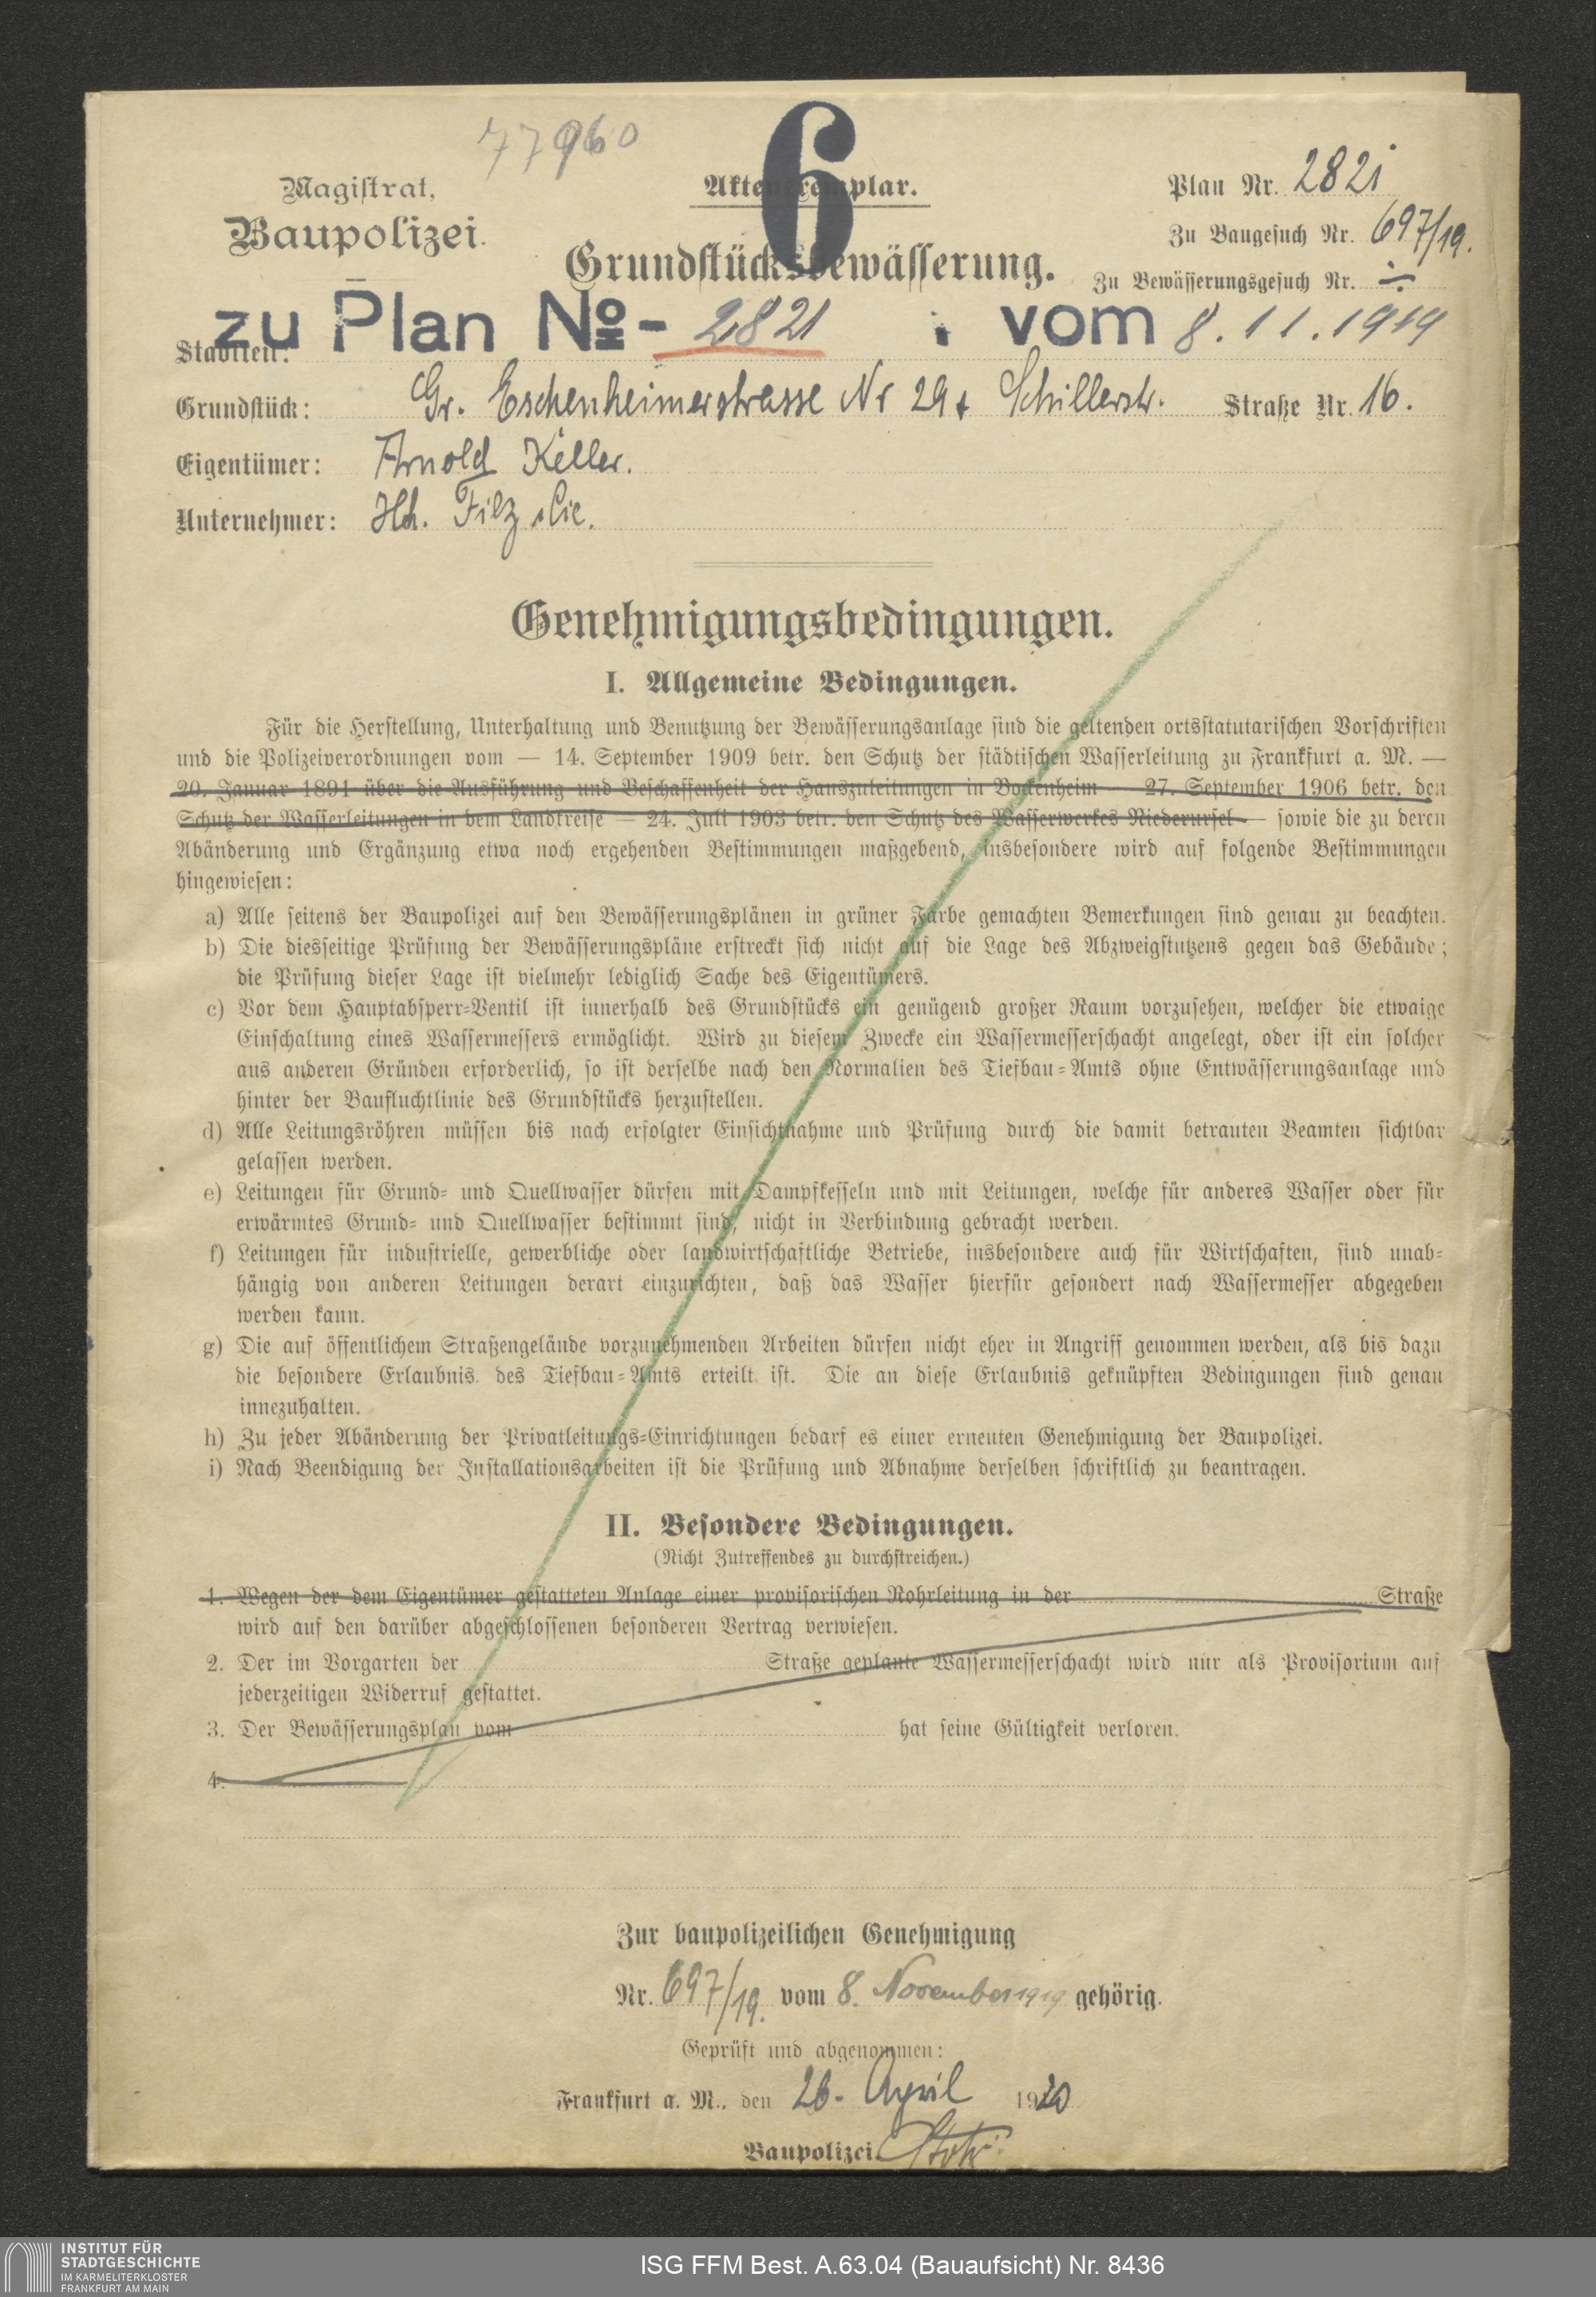 77960
6
Magistrat,
Baupolizei.
Aktenexemplar.
Grundstücksbewässerung.
Plan Nr. 2821
Zu Baugesuch Nr. 697/19.
Zu Bewässerungsgesuch Nr. ÷
zu Plan No - 2821 . vom 8.11.1919
Stadtteil:
Grundstück: Gr. Eschenheimerstrasse Nr 29 + Schillerstr. Straße Nr. 16.
Eigentümer: Arnold Keller.
Unternehmer: Hch. Filz & Cie.
Genehmigungsbedingungen.
I. Allgemeine Bedingungen.
Für die Herstellung, Unterhaltung und Benutzung der Bewässerungsanlage sind die geltenden ortsstatutarischen Vorschriften
und die Polizeiverordnungen vom — 14. September 1909 betr. den Schutz der städtischen Wasserleitung zu Frankfurt a. M. —
20. Januar 1891 über die Ausführung und Beschaffenheit der Hauszuleitungen in Bockenheim — 27. September 1906 betr. den
Schutz der Wasserleitungen in dem Landkreise — 24. Juli 1903 betr. den Schutz des Wasserwerkes Niederursel — sowie die zu deren
Abänderung und Ergänzung etwa noch ergehenden Bestimmungen maßgebend, insbesondere wird auf folgende Bestimmungen
hingewiesen:
a) Alle seitens der Baupolizei auf den Bewässerungsplänen in grüner Farbe gemachten Bemerkungen sind genau zu beachten.
b) Die diesseitige Prüfung der Bewässerungspläne erstreckt sich nicht auf die Lage des Abzweigstutzens gegen das Gebäude;
die Prüfung dieser Lage ist vielmehr lediglich Sache des Eigentümers.
c) Vor dem Hauptabsperr-Ventil ist innerhalb des Grundstücks ein genügend großer Raum vorzusehen, welcher die etwaige
Einschaltung eines Wassermessers ermöglicht. Wird zu diesem Zwecke ein Wassermesserschacht angelegt, oder ist ein solcher
aus anderen Gründen erforderlich, so ist derselbe nach den Normalien des Tiefbau-Amts ohne Entwässerungsanlage und
hinter der Baufluchtlinie des Grundstücks herzustellen.
d) Alle Leitungsröhren müssen bis nach erfolgter Einsichtnahme und Prüfung durch die damit betrauten Beamten sichtbar
gelassen werden.
e) Leitungen für Grund- und Quellwasser dürfen mit Dampfkesseln und mit Leitungen, welche für anderes Wasser oder für
erwärmtes Grund- und Quellwasser bestimmt sind, nicht in Verbindung gebracht werden.
f) Leitungen für industrielle, gewerbliche oder landwirtschaftliche Betriebe, insbesondere auch für Wirtschaften, sind unab-
hängig von anderen Leitungen derart einzurichten, daß das Wasser hierfür gesondert nach Wassermesser abgegeben
werden kann.
g) Die auf öffentlichem Straßengelände vorzunehmenden Arbeiten dürfen nicht eher in Angriff genommen werden, als bis dazu
die besondere Erlaubnis des Tiefbau-Amts erteilt ist. Die an diese Erlaubnis geknüpften Bedingungen sind genau
innezuhalten.
h) Zu jeder Abänderung der Privatleitungs-Einrichtungen bedarf es einer erneuten Genehmigung der Baupolizei.
i) Nach Beendigung der Installationsarbeiten ist die Prüfung und Abnahme derselben schriftlich zu beantragen.
II. Besondere Bedingungen.
(Nicht Zutreffendes zu durchstreichen.)
1. Wegen der dem Eigentümer gestatteten Anlage einer provisorischen Rohrleitung in der Straße
wird auf den darüber abgeschlossenen besonderen Vertrag verwiesen.
2. Der im Vorgarten der Straße geplante Wassermesserschacht wird nur als Provisorium auf
jederzeitigen Widerruf gestattet.
3. Der Bewässerungsplan vom hat seine Gültigkeit verloren.
4.
Zur baupolizeilichen Genehmigung
Nr. 697/19. vom 8. November 1919 gehörig.
Geprüft und abgenommen:
Frankfurt a. M., den 26. April 1920
Baupolizei.
INSTITUT FÜR
STADTGESCHICHTE
IM KARMELITERKLOSTER
FRANKFURT AM MAIN
ISG FFM Best. A.63.04 (Bauaufsicht) Nr. 8436